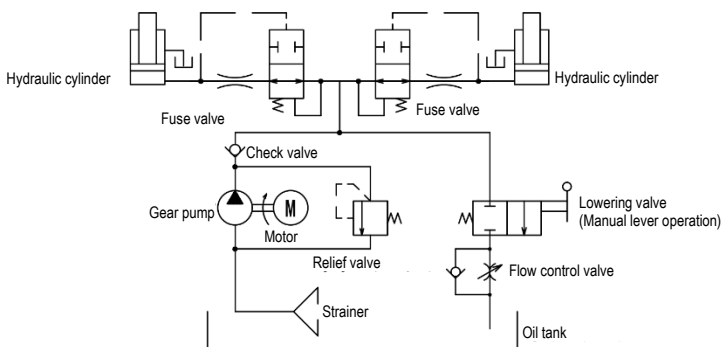 Hydraulic cylinder
Hydraulic cylinder
Fuse valve
Fuse valve
Check valve
Gear pump
M
Motor
Lowering valve
(Manual lever operation)
Relief valve
Flow control valve
Strainer
Oil tank